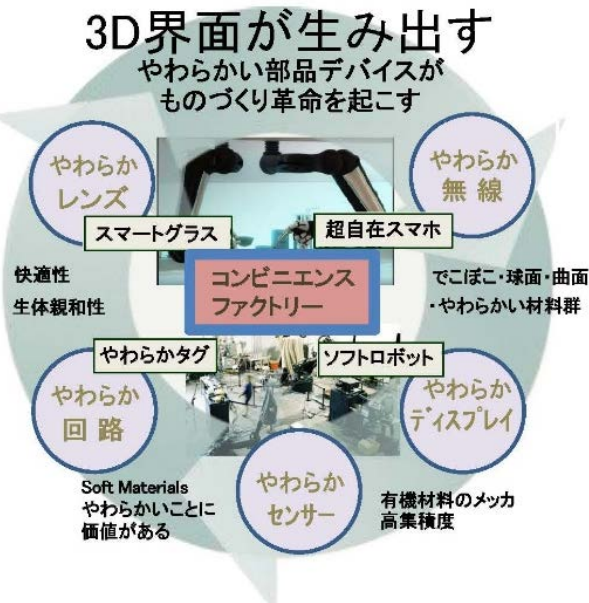 3D界面が生み出す
やわらかい部品デバイスが
ものづくり革命を起こす
やわらか
レンズ
やわらか
無線
スマートグラス
超自在スマホ
快適性
生体親和性
コンビニエンス
ファクトリー
でこぼこ・球面・曲面
・やわらかい材料群
やわらかタグ
ソフトロボット
やわらか
回路
やわらか
ディスプレイ
やわらか
センサー
Soft Materials
やわらかいことに
価値がある
有機材料のメッカ
高集積度